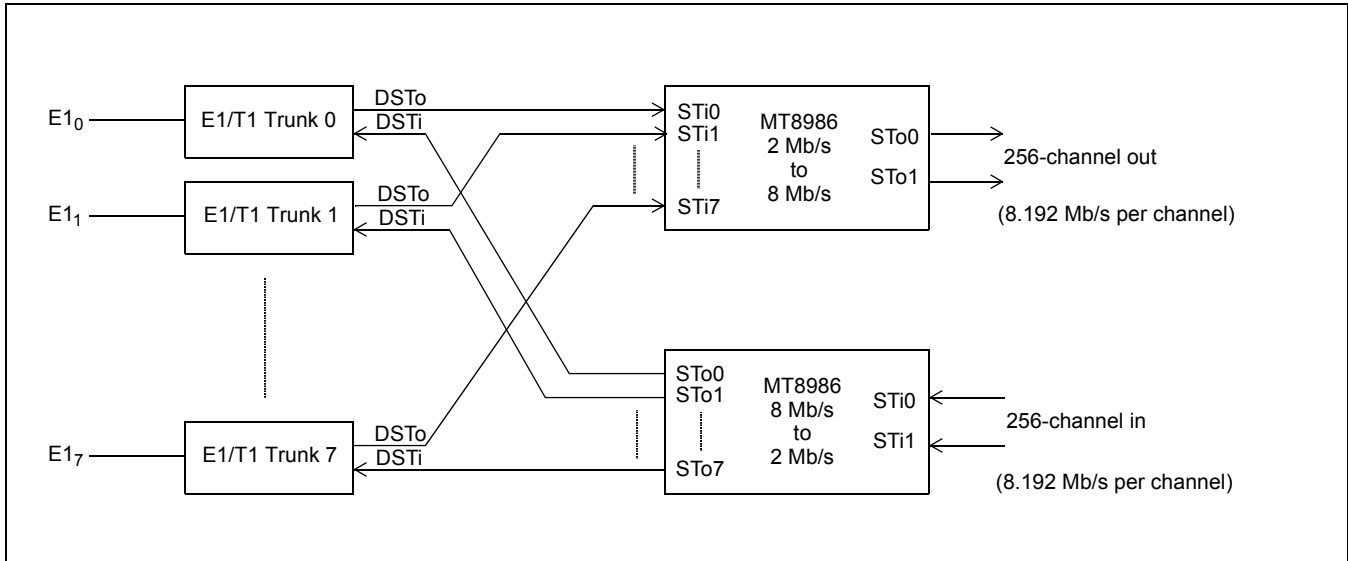 E1₀
E1/T1 Trunk 0
DSTo
DSTi
E1₁
E1/T1 Trunk 1
DSTo
DSTi
E1₇
E1/T1 Trunk 7
DSTo
DSTi
STi0
STi1
STi7
MT8986
2 Mb/s
to
8 Mb/s
STo0
STo1
256-channel out
(8.192 Mb/s per channel)
STo0
STo1
STo7
MT8986
8 Mb/s
to
2 Mb/s
STi0
STi1
256-channel in
(8.192 Mb/s per channel)